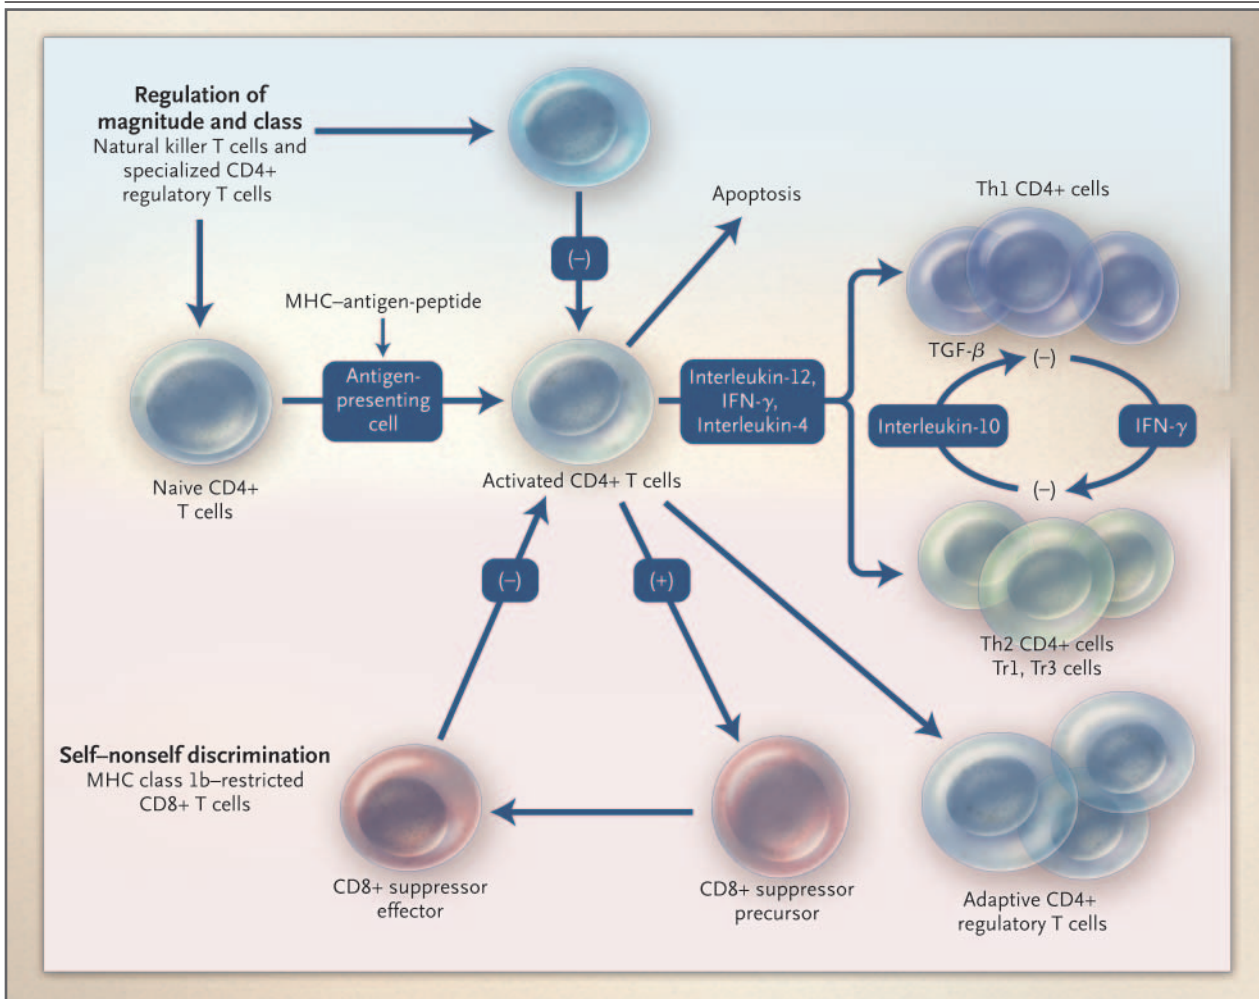 Regulation of
magnitude and class
Natural killer T cells and
specialized CD4+
regulatory T cells
Apoptosis
Th1 CD4+ cells
(–)
MHC–antigen-peptide
Antigen-
presenting
cell
Naive CD4+
T cells
Activated CD4+ T cells
Interleukin-12,
IFN-γ,
Interleukin-4
TGF-β
(–)
Interleukin-10
IFN-γ
(–)
Th2 CD4+ cells
Tr1, Tr3 cells
(–)
(+)
Self–nonself discrimination
MHC class 1b–restricted
CD8+ T cells
CD8+ suppressor
effector
CD8+ suppressor
precursor
Adaptive CD4+
regulatory T cells